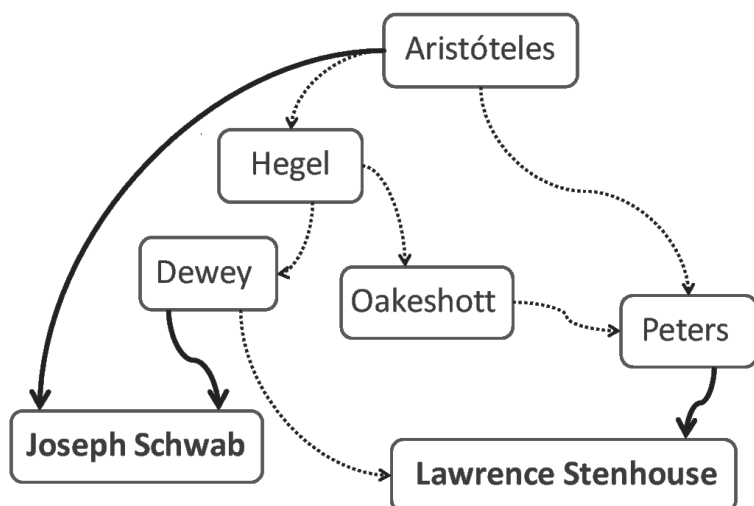 Aristóteles
Hegel
Dewey
Oakeshott
Peters
Joseph Schwab
Lawrence Stenhouse